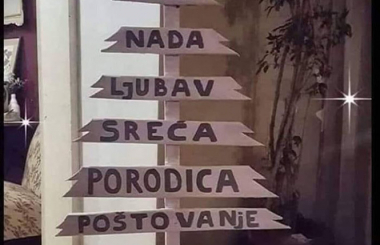 NADA
LJUBAV
SREĆA
PORODICA
POŠTOVANjE